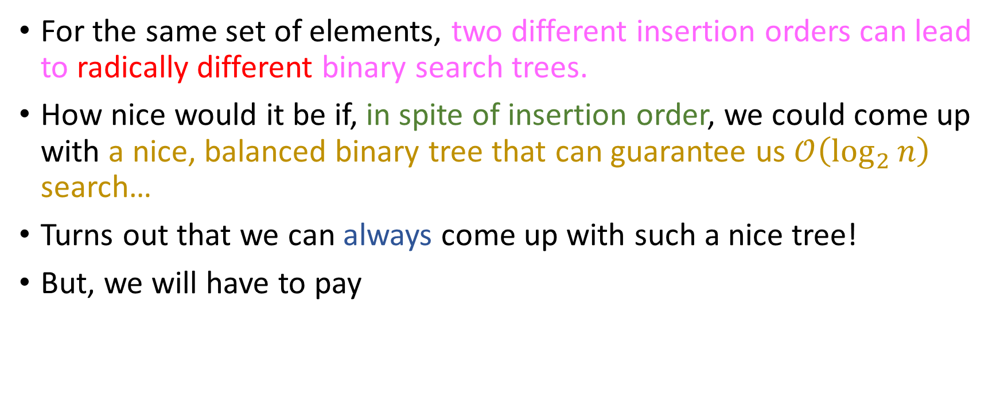 • For the same set of elements, two different insertion orders can lead
to radically different binary search trees.
• How nice would it be if, in spite of insertion order, we could come up
with a nice, balanced binary tree that can guarantee us 𝒪(log₂ 𝑛)
search…
• Turns out that we can always come up with such a nice tree!
• But, we will have to pay